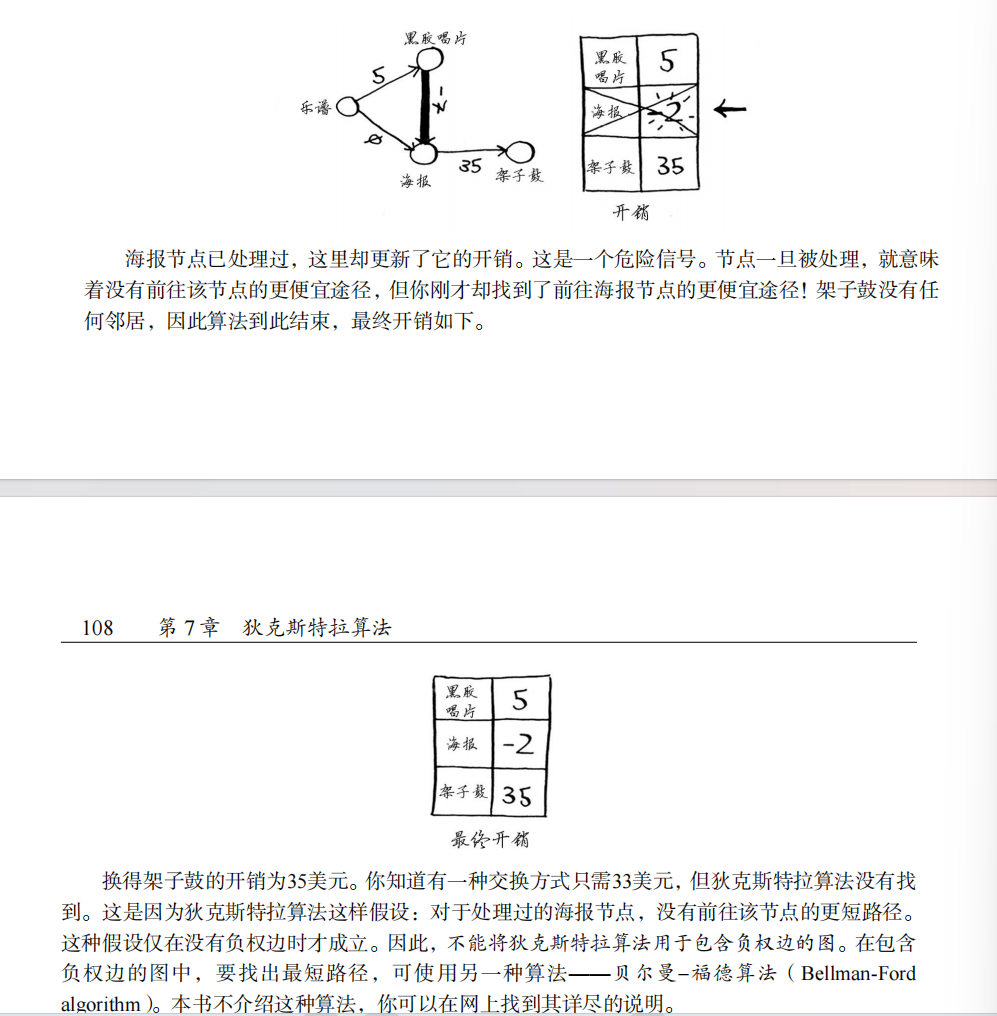 黑胶唱片
5
乐谱
-7
0
35
海报
架子鼓
黑胶
唱片
5
海报
-2
架子鼓
35
开销
海报节点已处理过，这里却更新了它的开销。这是一个危险信号。节点一旦被处理，就意味
着没有前往该节点的更便宜途径，但你刚才却找到了前往海报节点的更便宜途径！架子鼓没有任
何邻居，因此算法到此结束，最终开销如下。
108 第 7 章 狄克斯特拉算法
黑胶
唱片
5
海报
-2
架子鼓
35
最终开销
换得架子鼓的开销为35美元。你知道有一种交换方式只需33美元，但狄克斯特拉算法没有找
到。这是因为狄克斯特拉算法这样假设：对于处理过的海报节点，没有前往该节点的更短路径。
这种假设仅在没有负权边时才成立。因此，不能将狄克斯特拉算法用于包含负权边的图。在包含
负权边的图中，要找出最短路径，可使用另一种算法——贝尔曼-福德算法（Bellman-Ford
algorithm）。本书不介绍这种算法，你可以在网上找到其详尽的说明。